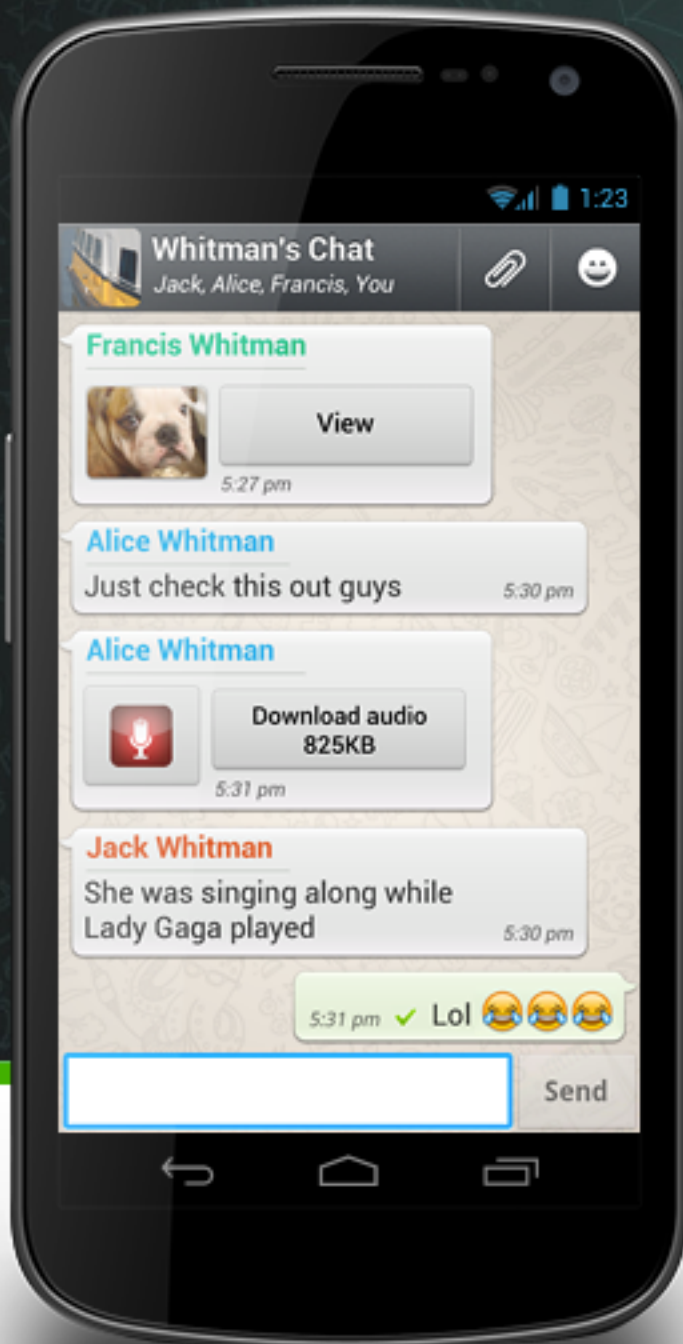 1:23
Whitman's Chat
Jack, Alice, Francis, You
Francis Whitman
View
5:27 pm
Alice Whitman
Just check this out guys
5:30 pm
Alice Whitman
Download audio
825KB
5:31 pm
Jack Whitman
She was singing along while
Lady Gaga played
5:30 pm
5:31 pm ✓ Lol 😂😂😂
Send